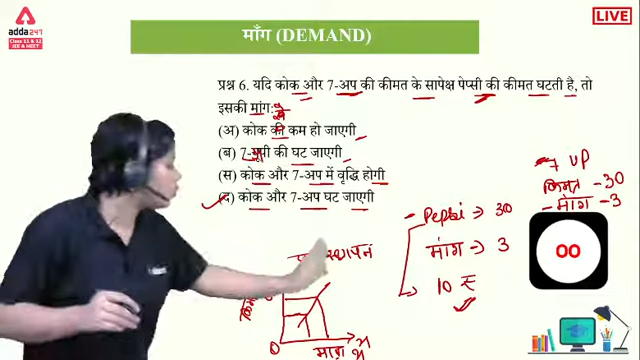 adda247
Class 11 & 12
JEE & NEET
माँग (DEMAND)
LIVE
प्रश्न 6. यदि कोक और 7-अप की कीमत के सापेक्ष पेप्सी की कीमत घटती है, तो
इसकी मांग:
(अ) कोक की कम हो जाएगी
(ब) 7-यूपी की घट जाएगी
(स) कोक और 7-अप में वृद्धि होगी
(द) कोक और 7-अप घट जाएगी
7 UP
किमत - 30
- मांग - 3
Pepsi → 30
मांग → 3
10 ₹
00
स्थापन
मांग
0